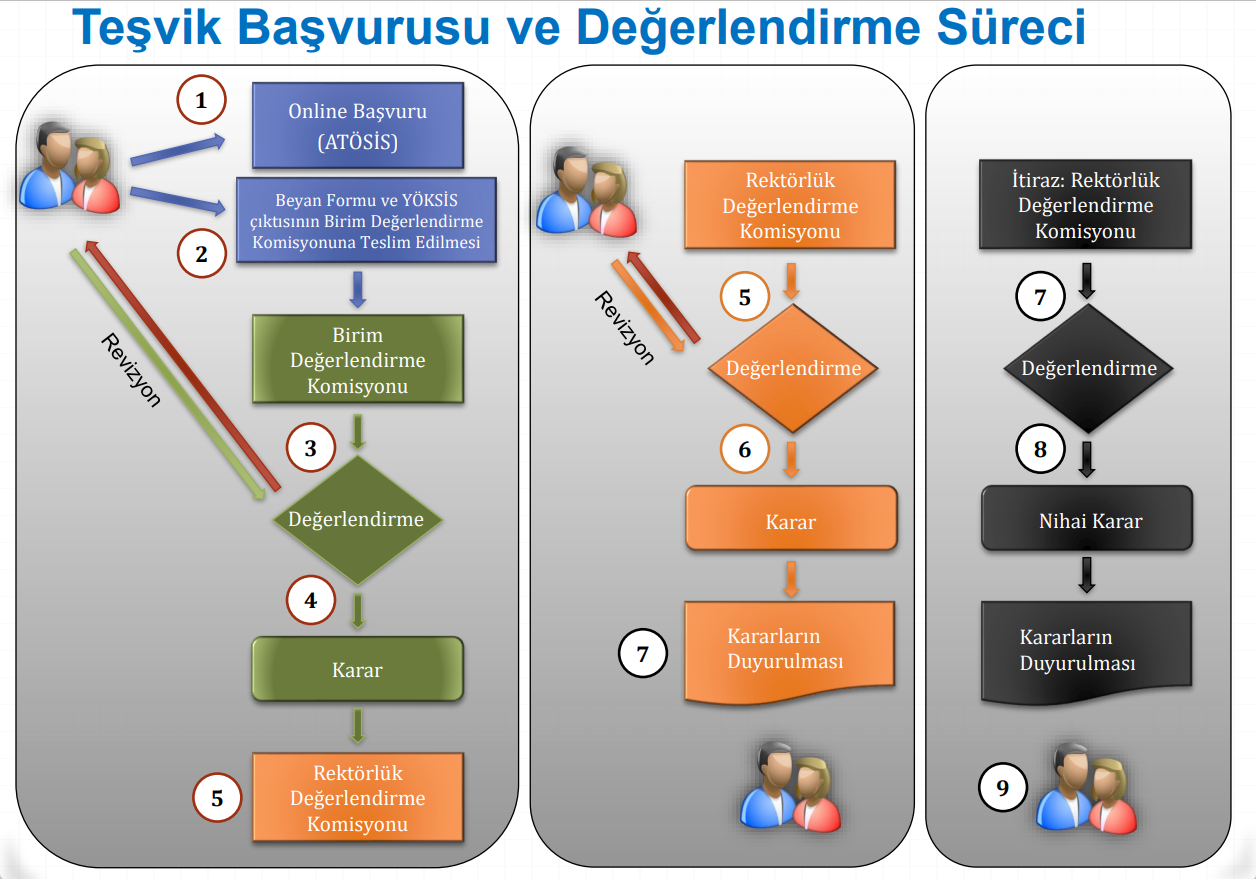 Teşvik Başvurusu ve Değerlendirme Süreci
1
Online Başvuru
(ATÖSİS)
2
Beyan Formu ve YÖKSİS
çıktısının Birim Değerlendirme
Komisyonuna Teslim Edilmesi
Birim
Değerlendirme
Komisyonu
Revizyon
3
Değerlendirme
4
Karar
5
Rektörlük
Değerlendirme
Komisyonu
Rektörlük
Değerlendirme
Komisyonu
Revizyon
5
Değerlendirme
6
Karar
7
Kararların
Duyurulması
İtiraz: Rektörlük
Değerlendirme
Komisyonu
7
Değerlendirme
8
Nihai Karar
Kararların
Duyurulması
9